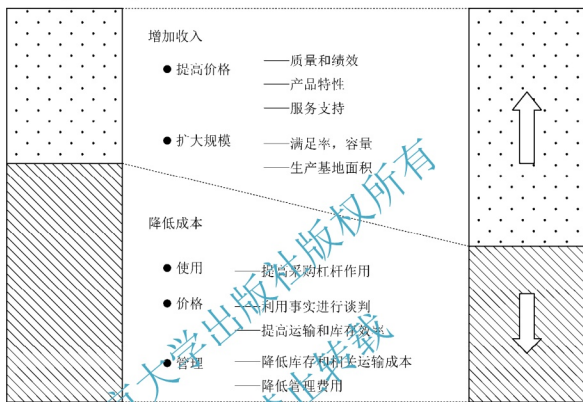 增加收入
● 提高价格 ——质量和绩效
——产品特性
——服务支持
● 扩大规模 ——满足率，容量
——生产基地面积
降低成本
● 使用 ——提高采购杠杆作用
● 价格 ——利用事实进行谈判
——提高运输和库存效率
● 管理 ——降低库存和相关运输成本
——降低管理费用
大学出版社版权所有
止转载